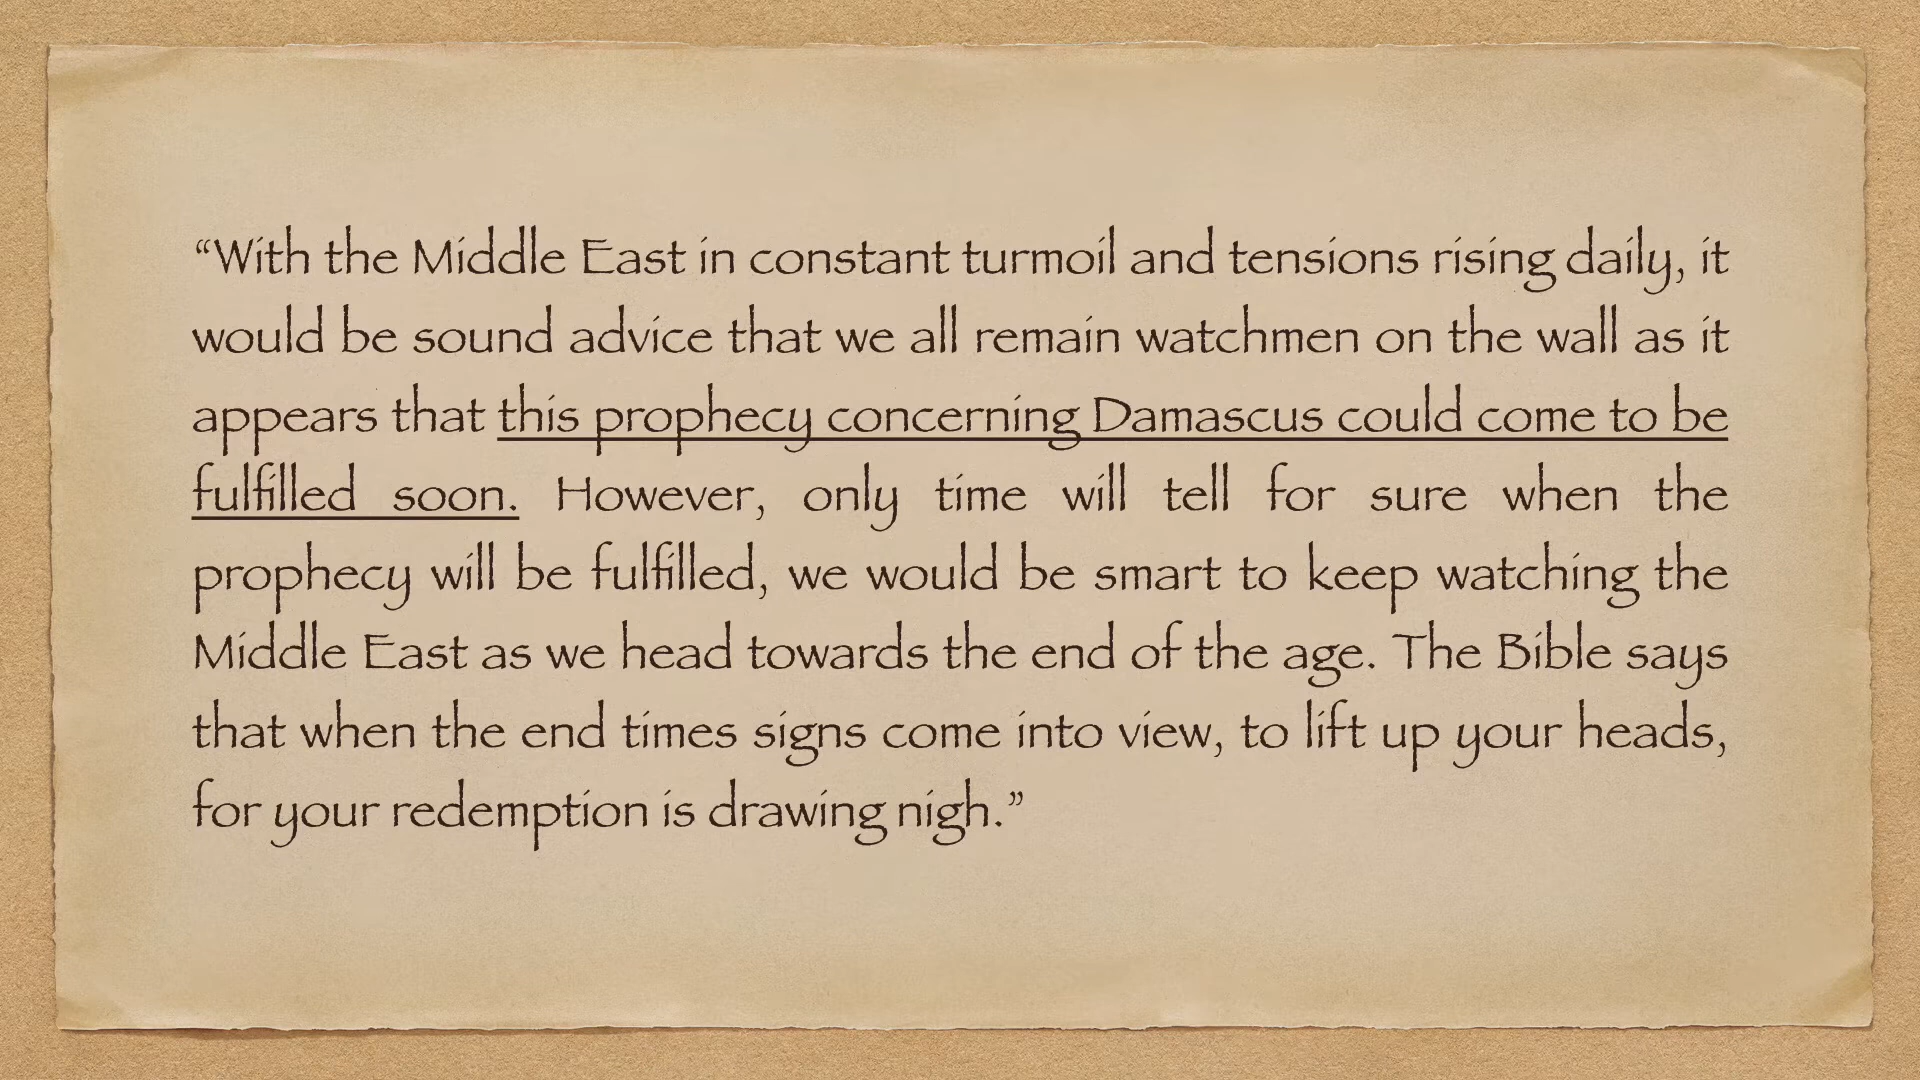 “With the Middle East in constant turmoil and tensions rising daily, it
would be sound advice that we all remain watchmen on the wall as it
appears that this prophecy concerning Damascus could come to be
fulfilled soon. However, only time will tell for sure when the
prophecy will be fulfilled, we would be smart to keep watching the
Middle East as we head towards the end of the age. The Bible says
that when the end times signs come into view, to lift up your heads,
for your redemption is drawing nigh.”